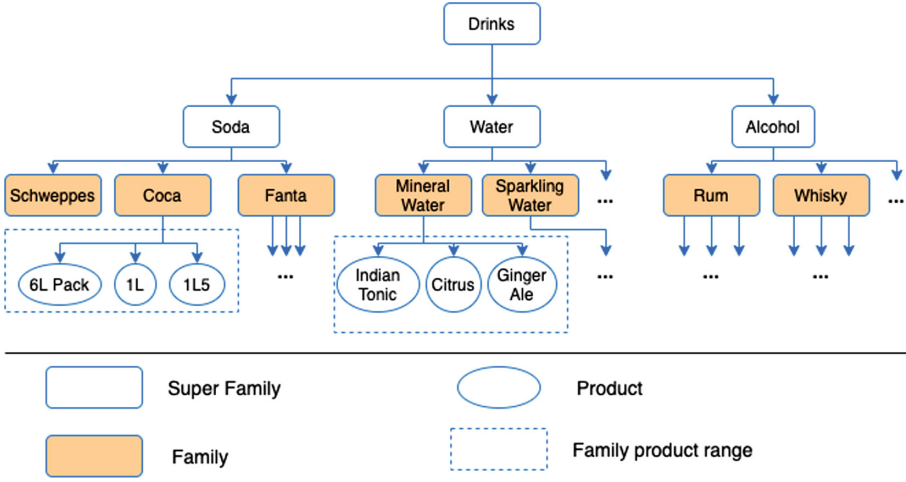 Drinks
Soda
Water
Alcohol
Schweppes
Coca
Fanta
Mineral
Water
Sparkling
Water
...
Rum
Whisky
...
6L Pack
1L
1L5
...
Indian
Tonic
Citrus
Ginger
Ale
...
...
...
Super Family
Product
Family
Family product range